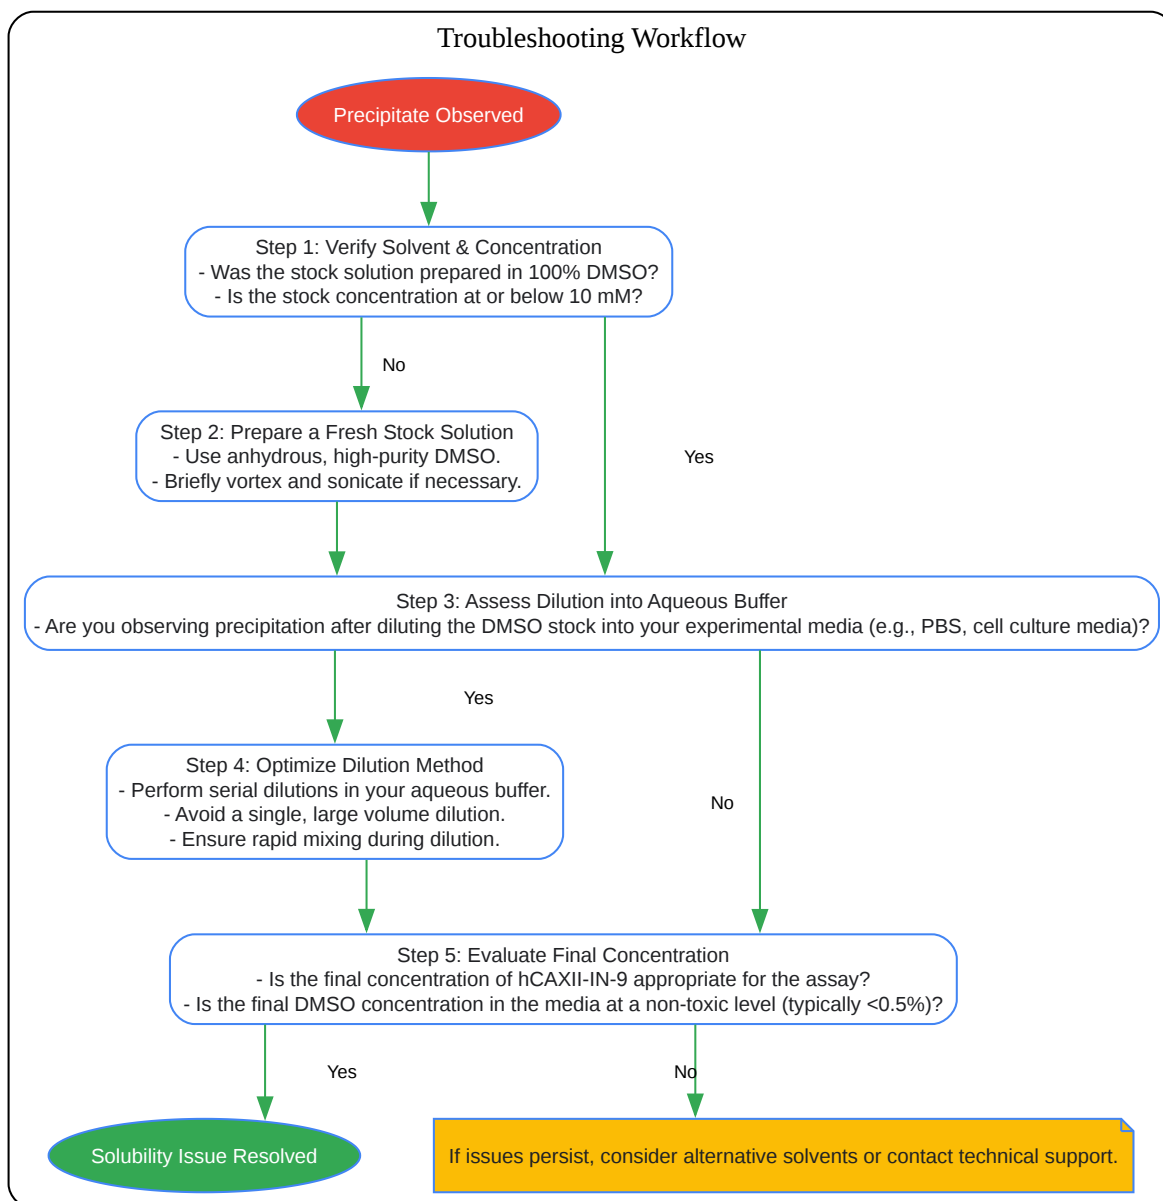 Troubleshooting Workflow
Precipitate Observed
Step 1: Verify Solvent & Concentration
- Was the stock solution prepared in 100% DMSO?
- Is the stock concentration at or below 10 mM?
No
Step 2: Prepare a Fresh Stock Solution
- Use anhydrous, high-purity DMSO.
- Briefly vortex and sonicate if necessary.
Yes
Step 3: Assess Dilution into Aqueous Buffer
- Are you observing precipitation after diluting the DMSO stock into your experimental media (e.g., PBS, cell culture media)?
Yes
Step 4: Optimize Dilution Method
- Perform serial dilutions in your aqueous buffer.
- Avoid a single, large volume dilution.
- Ensure rapid mixing during dilution.
No
Step 5: Evaluate Final Concentration
- Is the final concentration of hCAXII-IN-9 appropriate for the assay?
- Is the final DMSO concentration in the media at a non-toxic level (typically <0.5%)?
Yes
No
Solubility Issue Resolved
If issues persist, consider alternative solvents or contact technical support.